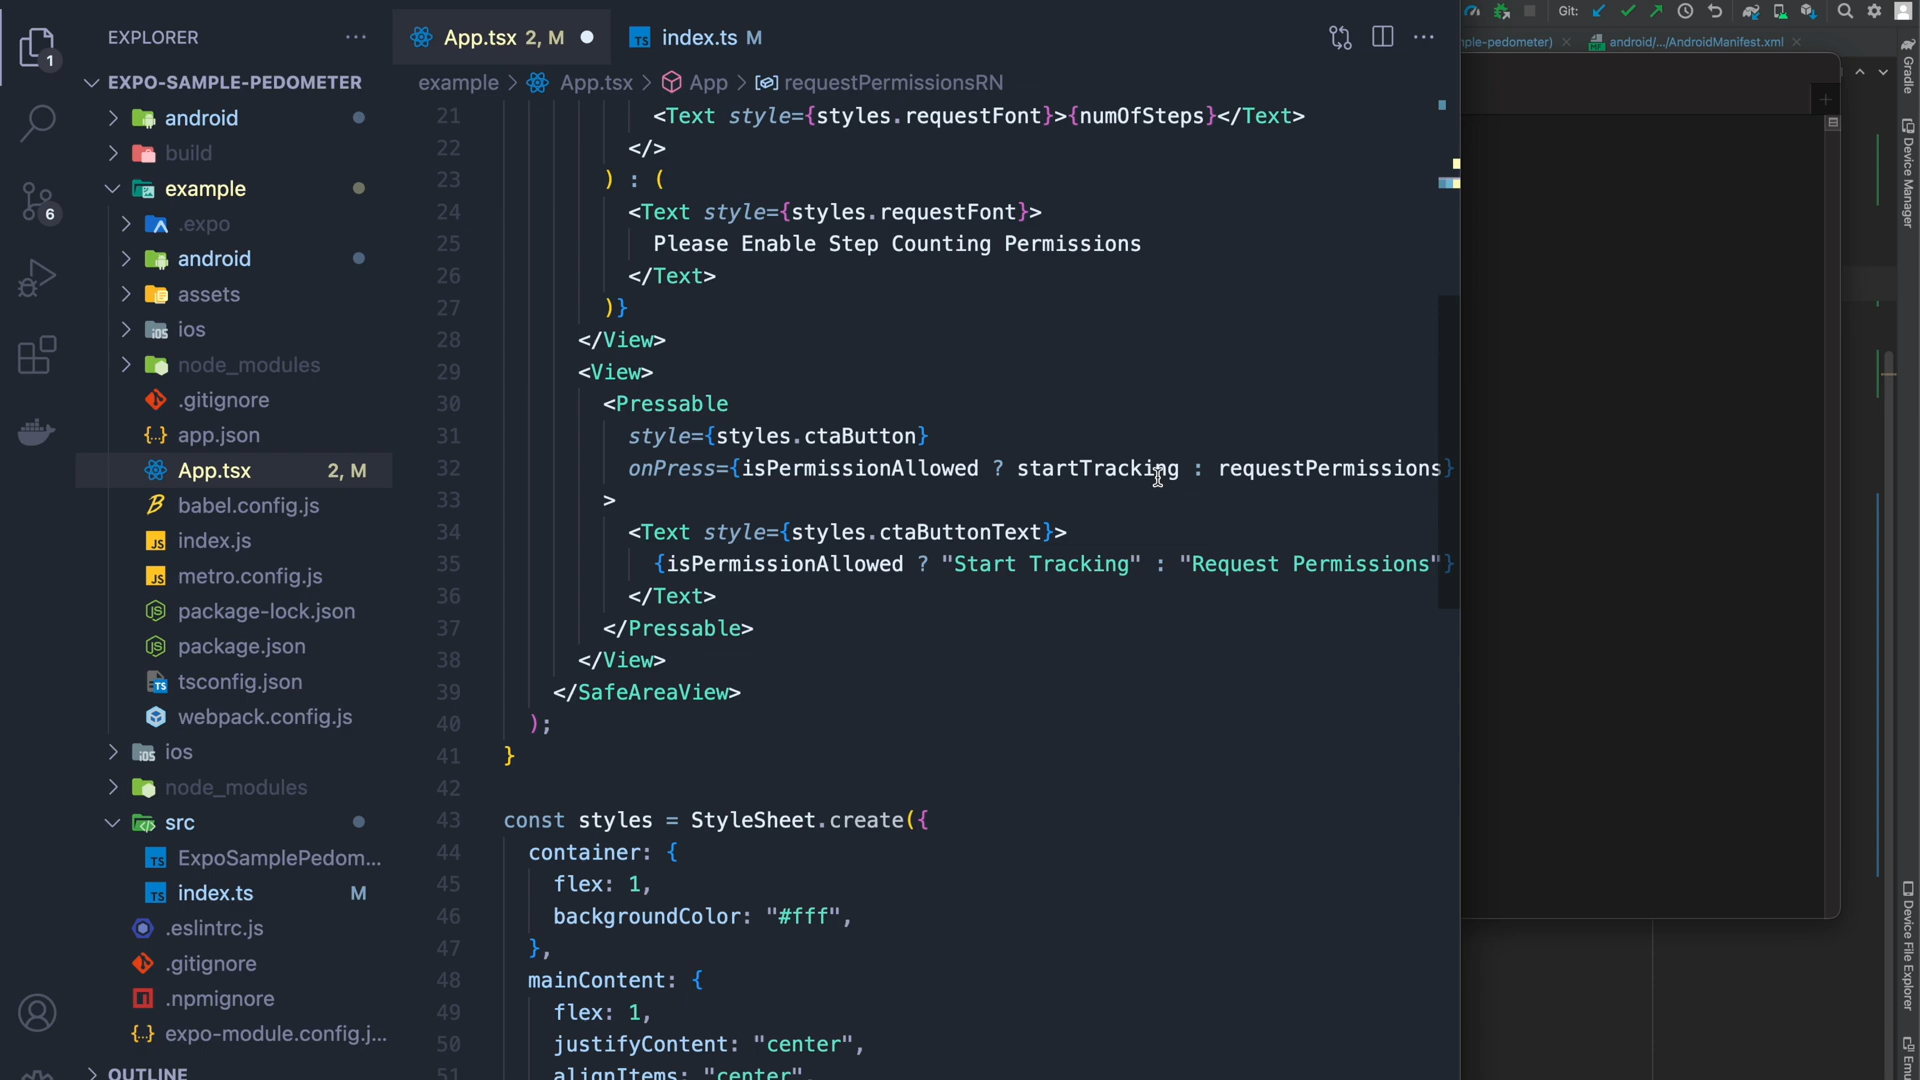 1
6
EXPLORER
EXPO-SAMPLE-PEDOMETER
android
build
example
.expo
android
assets
ios
node_modules
.gitignore
app.json
App.tsx 2, M
babel.config.js
index.js
metro.config.js
package-lock.json
package.json
tsconfig.json
webpack.config.js
ios
node_modules
src
ExpoSamplePedom...
index.ts M
.eslintrc.js
.gitignore
.npmignore
expo-module.config.j...
OUTLINE
App.tsx 2, M
index.ts M
example > App.tsx > App > requestPermissionsRN
21 <Text style={styles.requestFont}>{numOfSteps}</Text>
22 </>
23 ) : (
24 <Text style={styles.requestFont}>
25 Please Enable Step Counting Permissions
26 </Text>
27 )}
28 </View>
29 <View>
30 <Pressable
31 style={styles.ctaButton}
32 onPress={isPermissionAllowed ? startTracking : requestPermissions}
33 >
34 <Text style={styles.ctaButtonText}>
35 {isPermissionAllowed ? "Start Tracking" : "Request Permissions"}
36 </Text>
37 </Pressable>
38 </View>
39 </SafeAreaView>
40 );
41 }
42
43 const styles = StyleSheet.create({
44 container: {
45 flex: 1,
46 backgroundColor: "#fff",
47 },
48 mainContent: {
49 flex: 1,
50 justifyContent: "center",
51 alignItems: "center",
Git:
ple-pedometer)
android/.../AndroidManifest.xml
Gradle
Device Manager
Device File Explorer
Emu